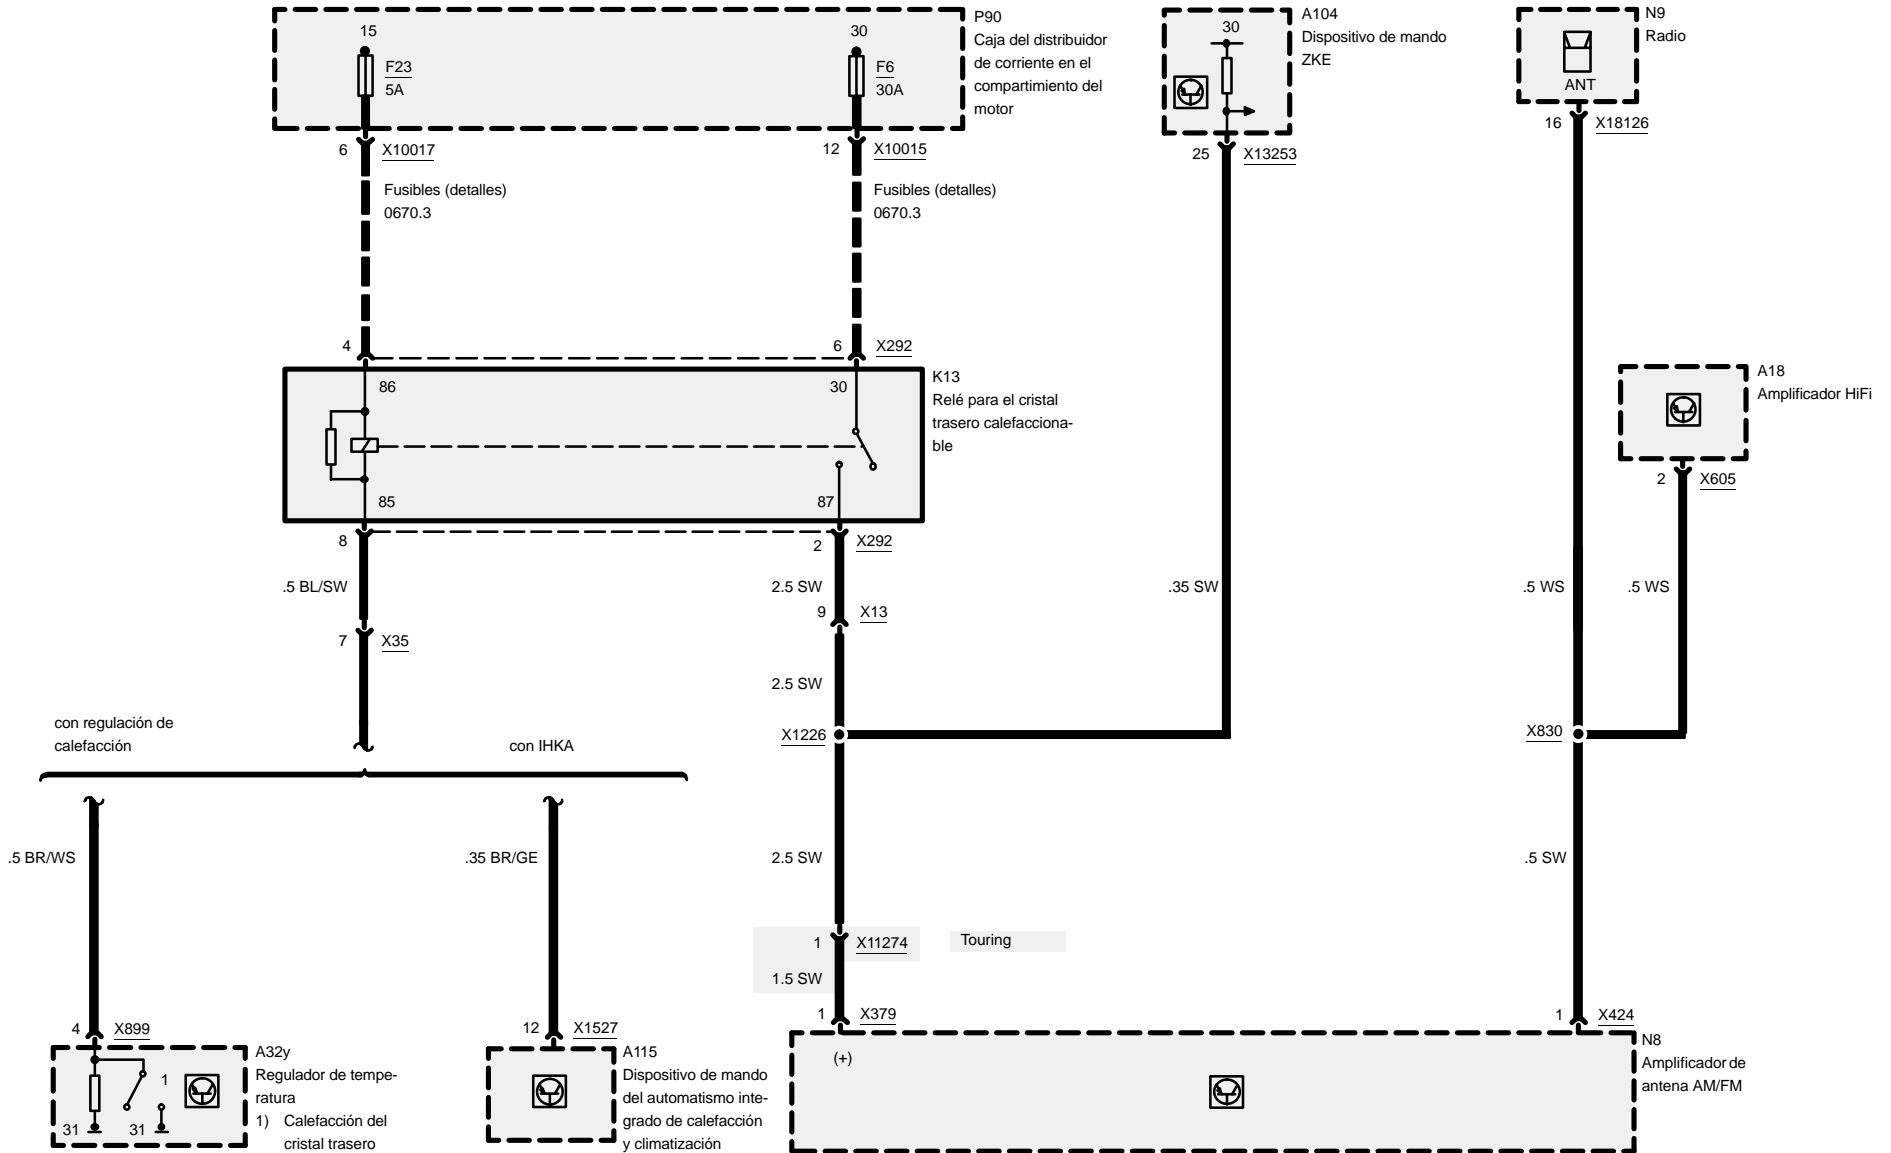 15
F23
5A
30
F6
30A
P90
Caja del distribuidor
de corriente en el
compartimiento del
motor
30
A104
Dispositivo de mando
ZKE
ANT
N9
Radio
6 X10017
12 X10015
25 X13253
16 X18126
Fusibles (detalles)
0670.3
Fusibles (detalles)
0670.3
4
6 X292
86
30
85
87
K13
Relé para el cristal
trasero calefacciona-
ble
A18
Amplificador HiFi
2 X605
8
2 X292
.5 BL/SW
2.5 SW
.35 SW
.5 WS
.5 WS
9 X13
7 X35
2.5 SW
X1226
X830
con regulación de
calefacción
con IHKA
.5 BR/WS
.35 BR/GE
2.5 SW
.5 SW
1 X11274
Touring
1.5 SW
4 X899
12 X1527
1 X379
1 X424
1
31
31
A32y
Regulador de tempe-
ratura
1) Calefacción del
cristal trasero
A115
Dispositivo de mando
del automatismo inte-
grado de calefacción
y climatización
(+)
N8
Amplificador de
antena AM/FM